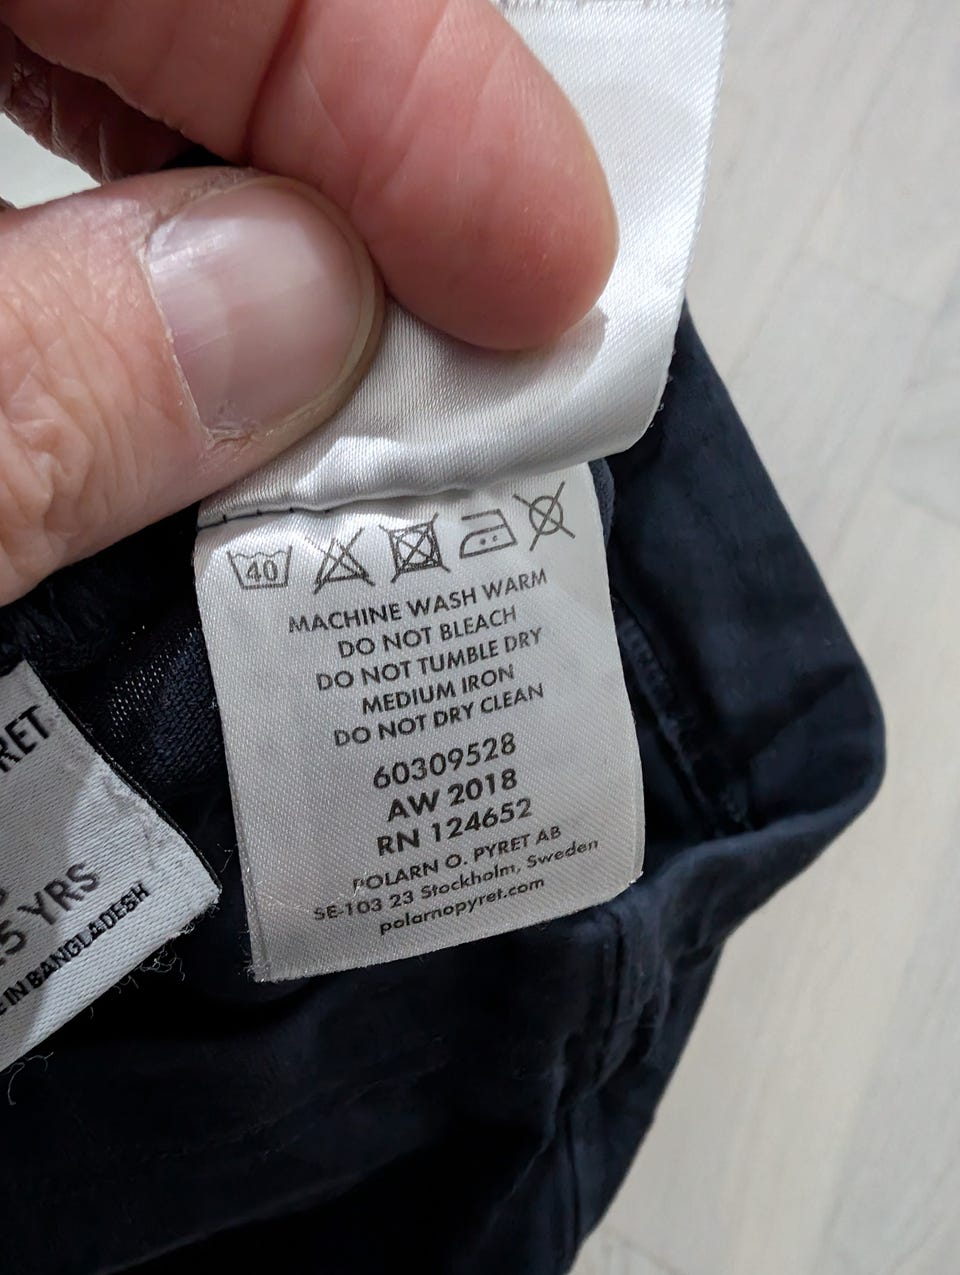 40
MACHINE WASH WARM
DO NOT BLEACH
DO NOT TUMBLE DRY
MEDIUM IRON
DO NOT DRY CLEAN
60309528
AW 2018
RN 124652
POLARN O. PYRET AB
SE-103 23 Stockholm, Sweden
polarnopyret.com
RET
5 YRS
E IN BANGLADESH